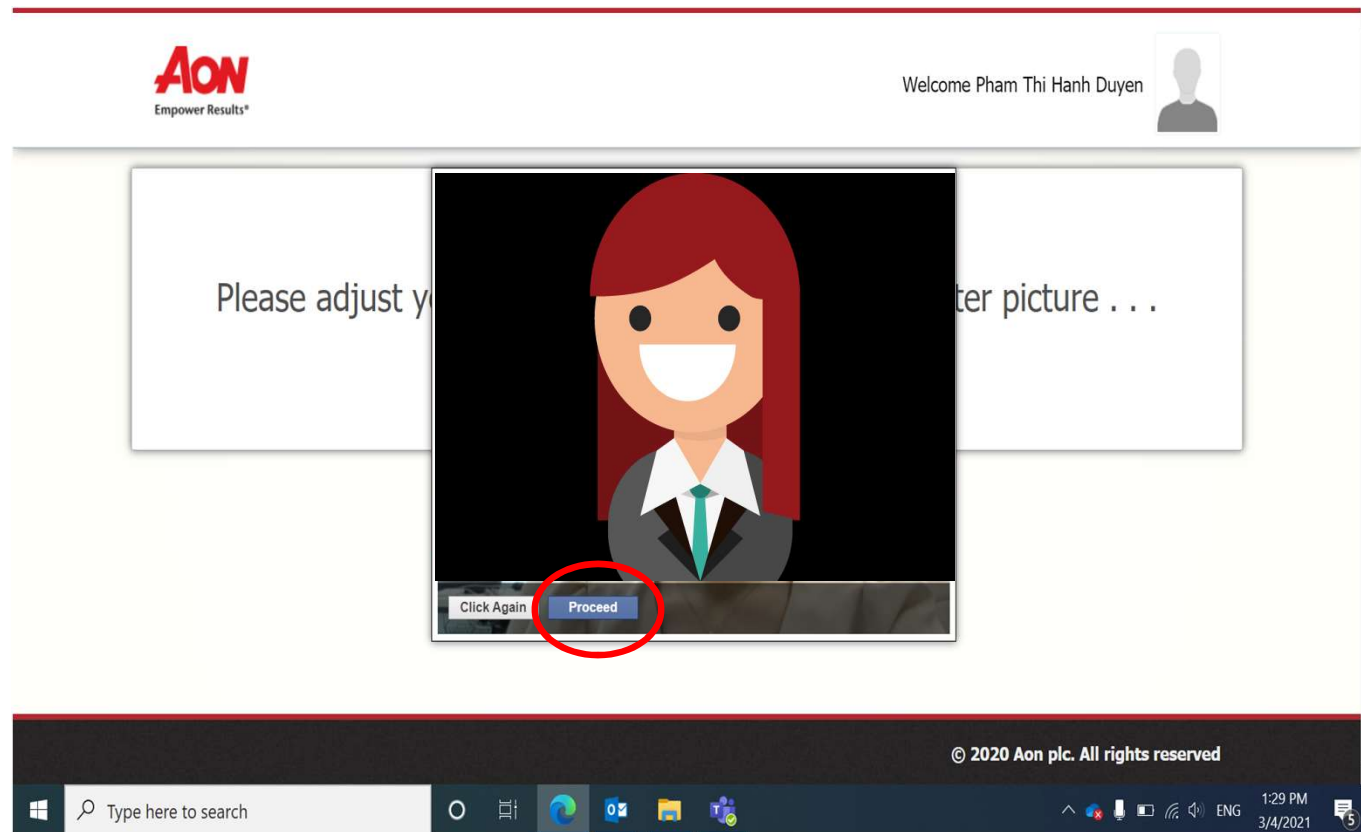 AON
Empower Results®
Welcome Pham Thi Hanh Duyen
Please adjust y
ter picture . . .
Click Again
Proceed
© 2020 Aon plc. All rights reserved
Type here to search
ENG
1:29 PM
3/4/2021
5